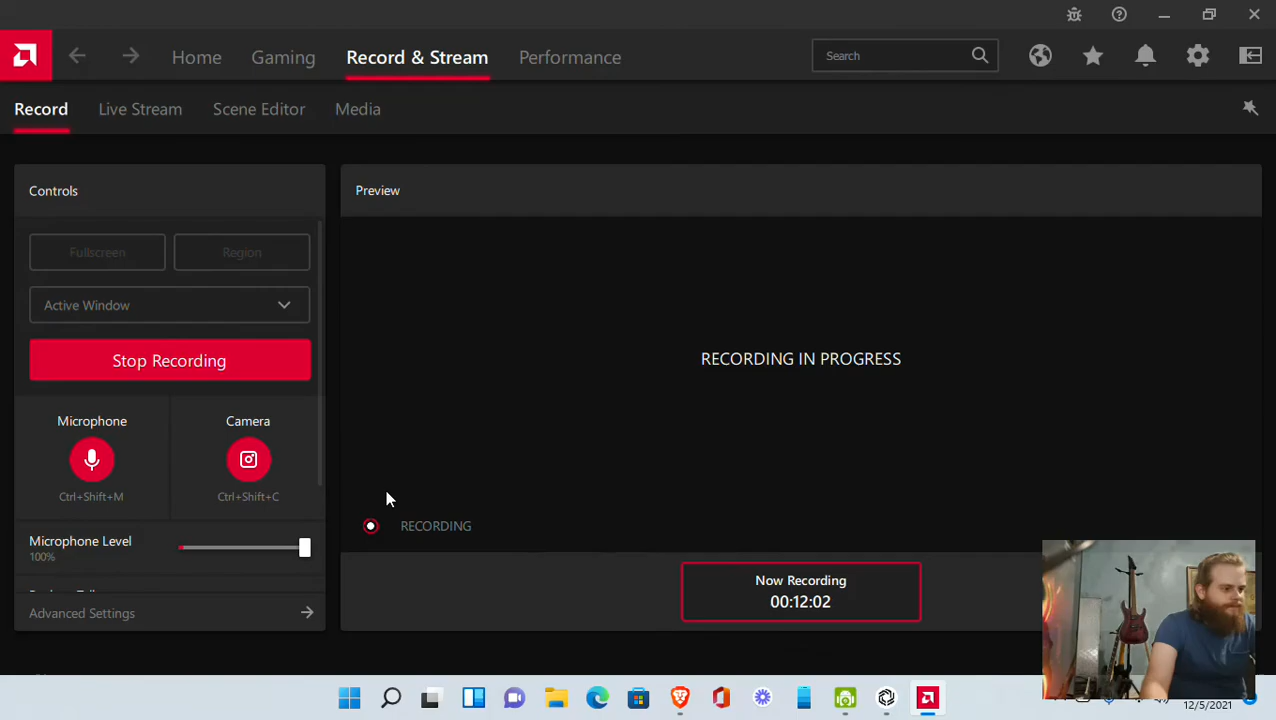 Home
Gaming
Record & Stream
Performance
Search
Record
Live Stream
Scene Editor
Media
Controls
Preview
Fullscreen
Region
Active Window
Stop Recording
RECORDING IN PROGRESS
Microphone
Camera
Ctrl+Shift+M
Ctrl+Shift+C
RECORDING
Microphone Level
100%
Now Recording
00:12:02
Advanced Settings
12/5/2021